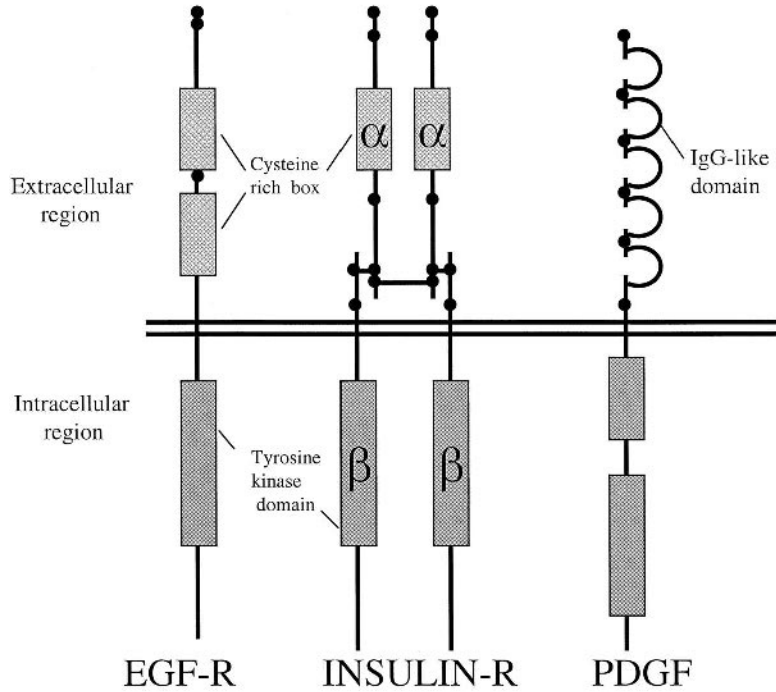 α α
Cysteine
rich box
IgG-like
domain
Extracellular
region
Intracellular
region
Tyrosine
kinase
domain
β β
EGF-R INSULIN-R PDGF